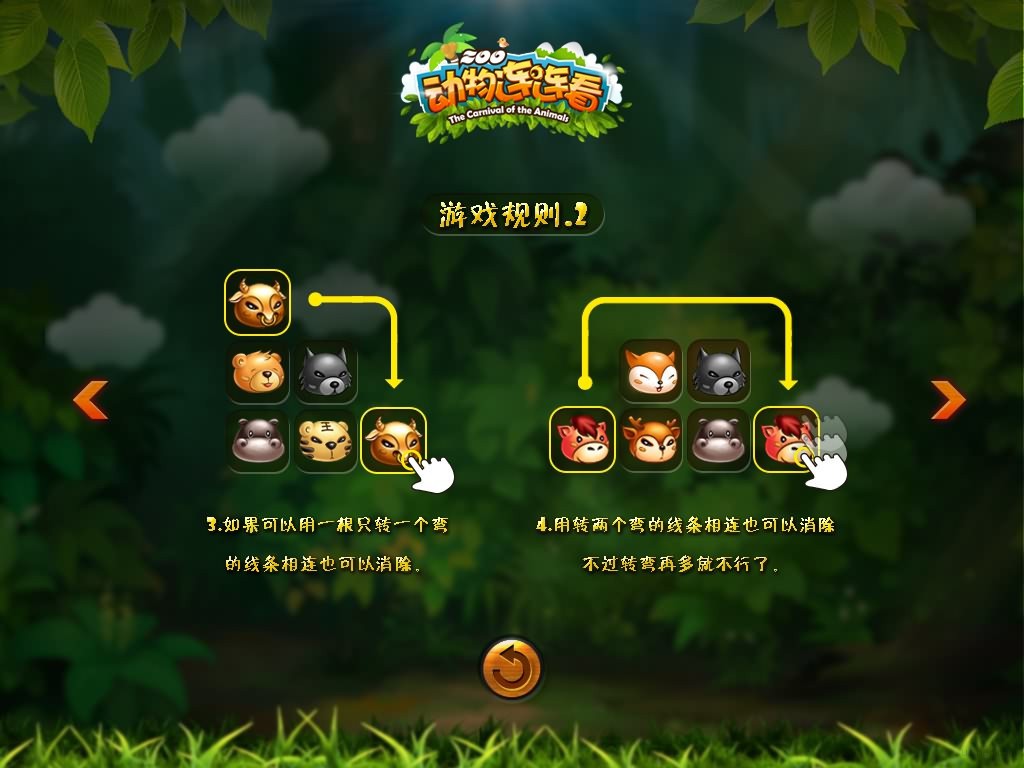 ZOO
动物连连看
The Carnival of the Animals
游戏规则.2
3.如果可以用一根只转一个弯
的线条相连也可以消除。
4.用转两个弯的线条相连也可以消除
不过转弯再多就不行了。